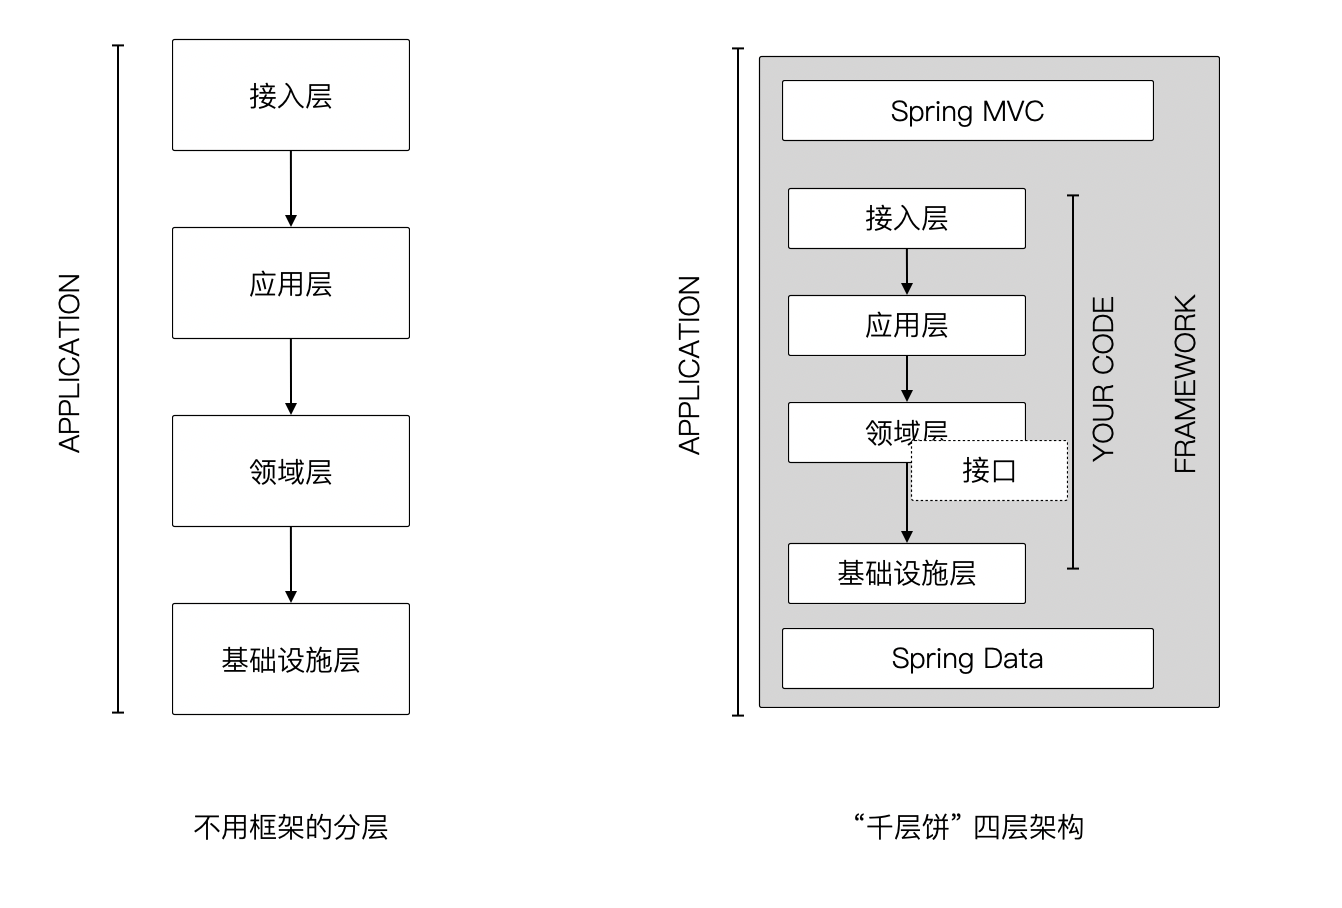 APPLICATION
接入层
应用层
领域层
基础设施层
不用框架的分层
APPLICATION
Spring MVC
接入层
应用层
领域层
接口
基础设施层
Spring Data
YOUR CODE
FRAMEWORK
“千层饼” 四层架构